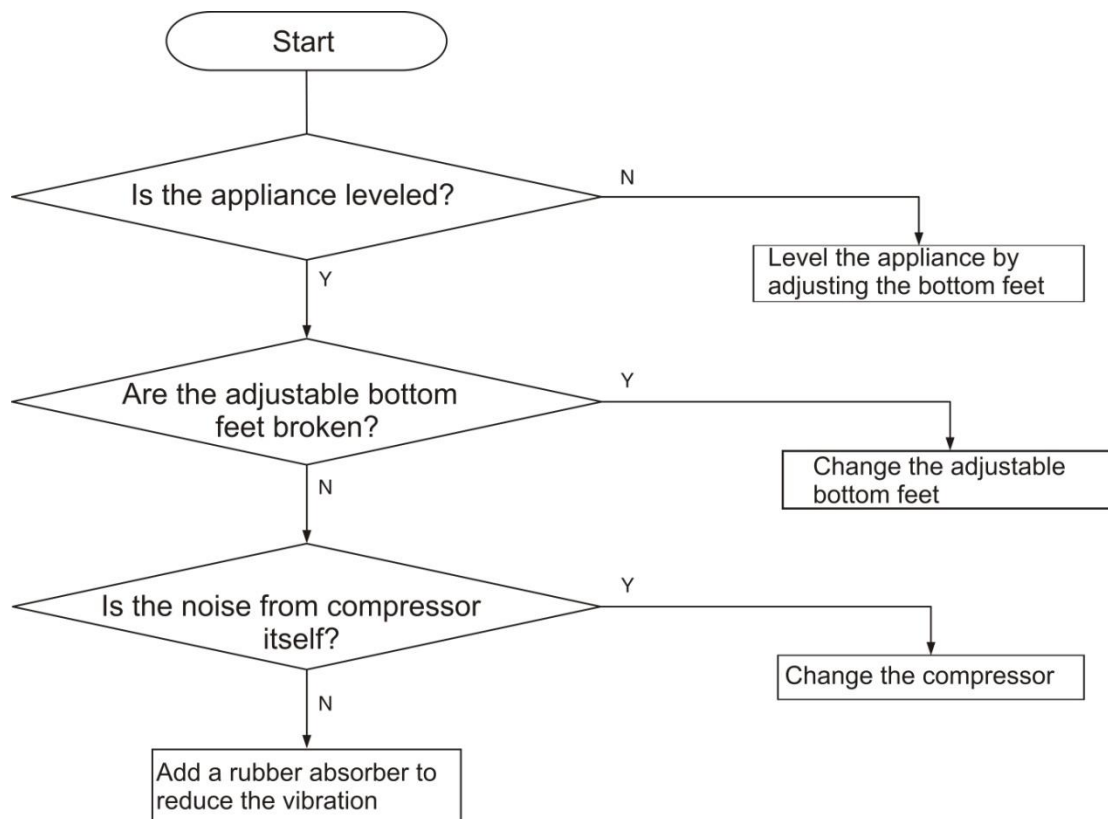 Start
Is the appliance leveled?
N
Level the appliance by
adjusting the bottom feet
Y
Are the adjustable bottom
feet broken?
Y
Change the adjustable
bottom feet
N
Is the noise from compressor
itself?
Y
Change the compressor
N
Add a rubber absorber to
reduce the vibration